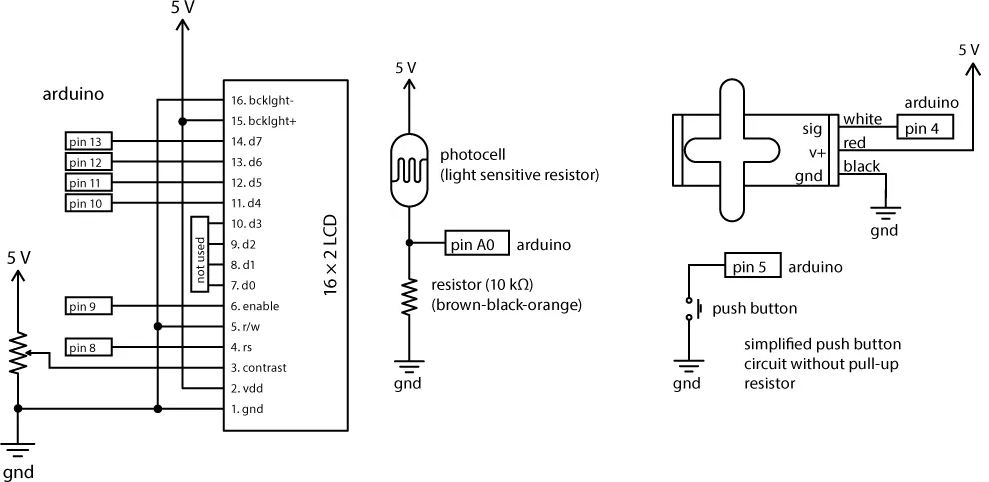 5 V
arduino
16. bcklght-
15. bcklght+
pin 13
14. d7
pin 12
13. d6
pin 11
12. d5
pin 10
11. d4
10. d3
9. d2
8. d1
7. d0
not used
pin 9
6. enable
5. r/w
pin 8
4. rs
3. contrast
2. vdd
1. gnd
16 × 2 LCD
5 V
gnd
5 V
photocell
(light sensitive resistor)
pin A0
arduino
resistor (10 kΩ)
(brown-black-orange)
gnd
5 V
arduino
sig
white
pin 4
v+
red
gnd
black
gnd
pin 5
arduino
push button
gnd
simplified push button
circuit without pull-up
resistor